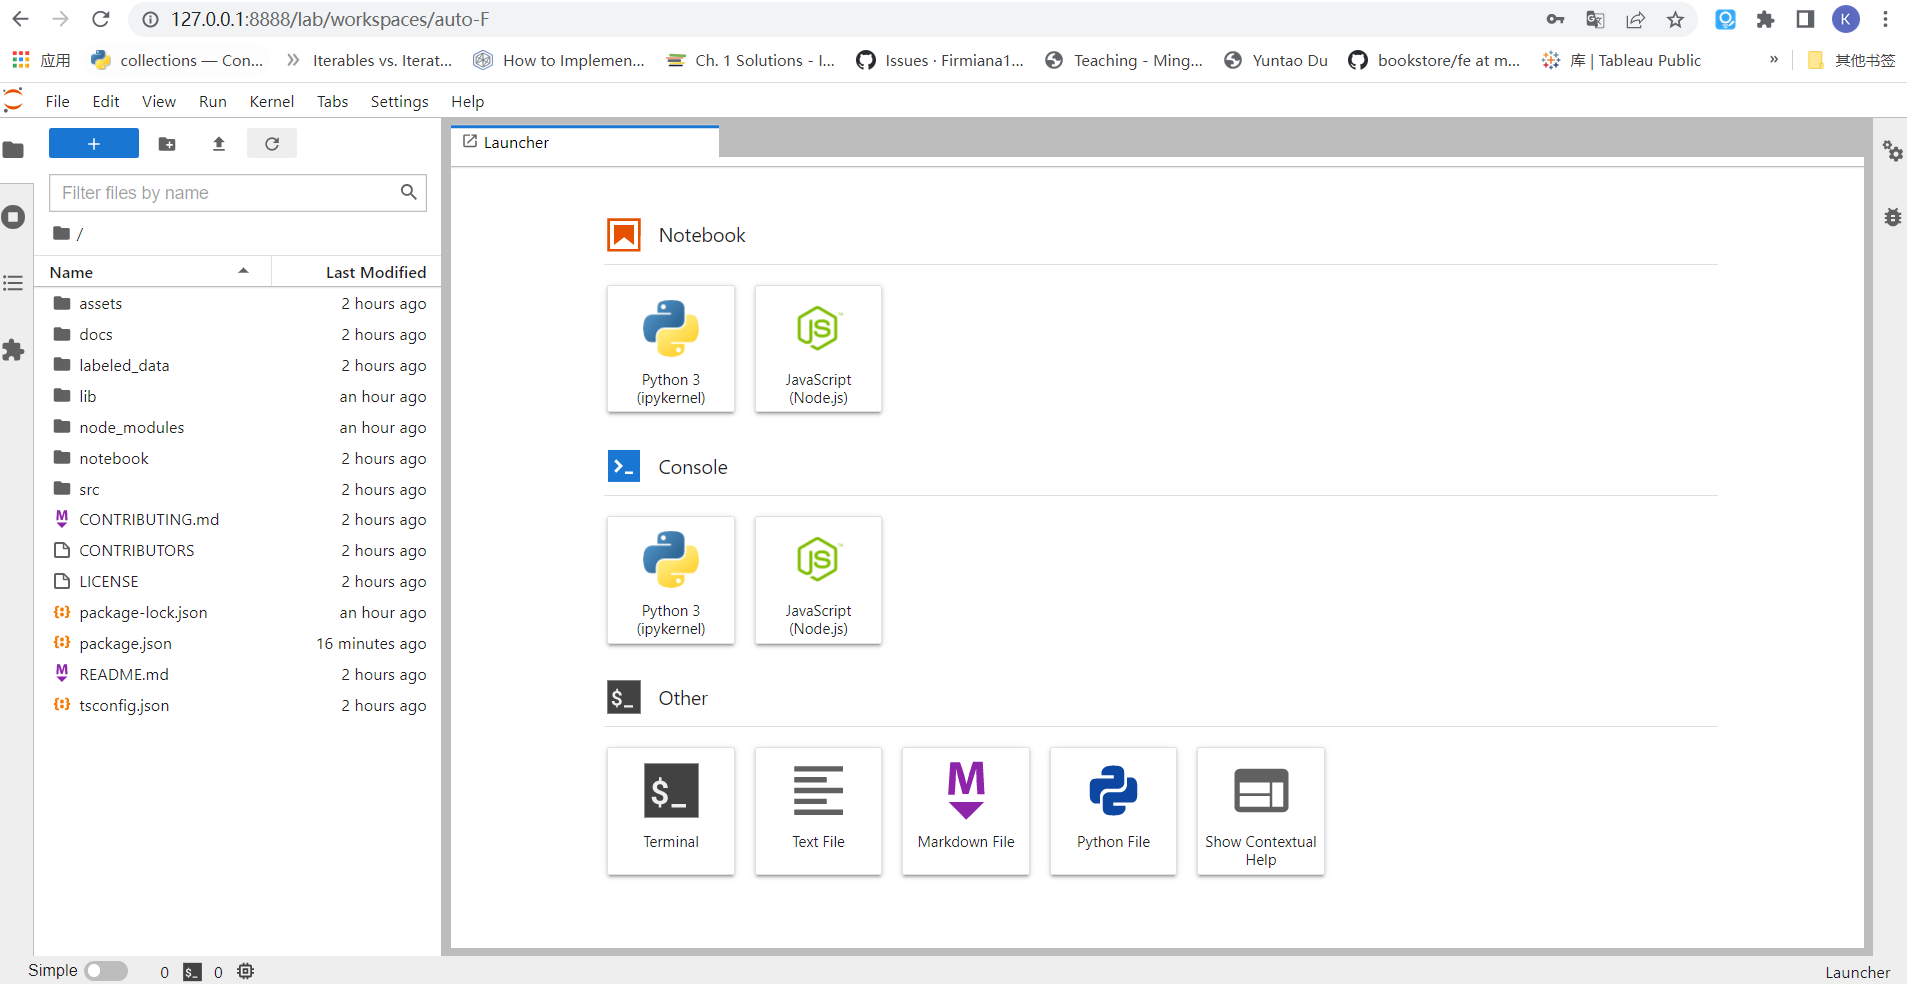 127.0.0.1:8888/lab/workspaces/auto-F
K
应用
collections — Con...
Iterables vs. Iterat...
How to Implemen...
Ch. 1 Solutions - I...
Issues · Firmiana1...
Teaching - Ming...
Yuntao Du
bookstore/fe at m...
库 | Tableau Public
»
其他书签
File Edit View Run Kernel Tabs Settings Help
+
Launcher
Filter files by name
/
Name Last Modified
assets 2 hours ago
docs 2 hours ago
labeled_data 2 hours ago
lib an hour ago
node_modules an hour ago
notebook 2 hours ago
src 2 hours ago
M CONTRIBUTING.md 2 hours ago
CONTRIBUTORS 2 hours ago
LICENSE 2 hours ago
{:} package-lock.json an hour ago
{:} package.json 16 minutes ago
M README.md 2 hours ago
{:} tsconfig.json 2 hours ago
Notebook
JS
Python 3
(ipykernel)
JavaScript
(Node.js)
>_ Console
JS
Python 3
(ipykernel)
JavaScript
(Node.js)
$_ Other
$_
Terminal
Text File
M
Markdown File
Python File
Show Contextual
Help
Simple 0 $_ 0
Launcher